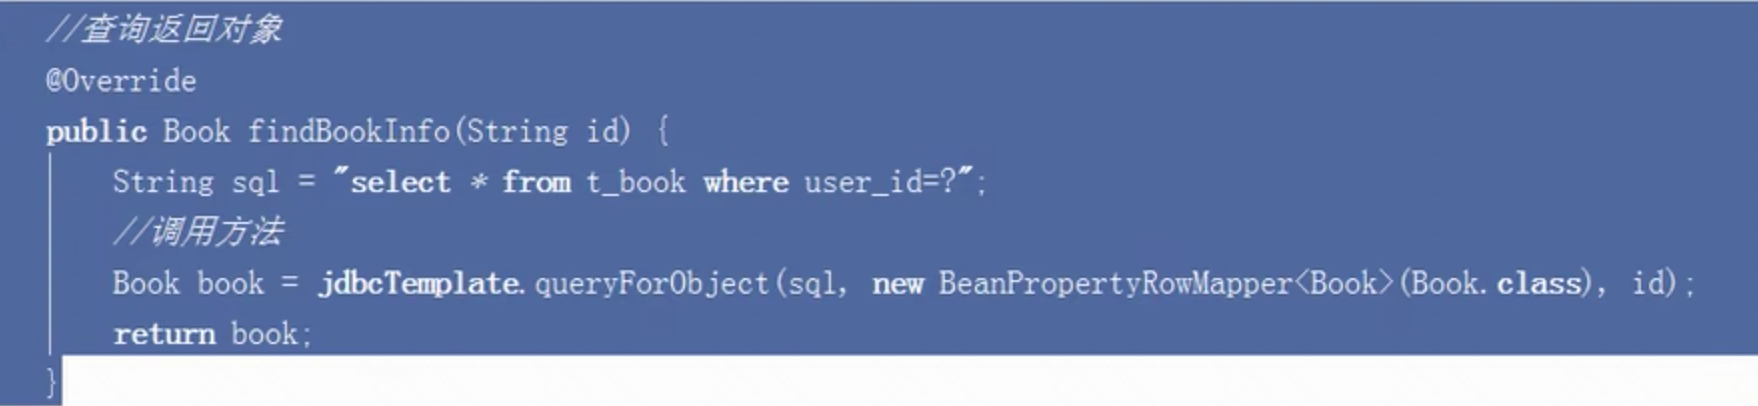 //查询返回对象
@Override
public Book findBookInfo(String id) {
String sql = "select * from t_book where user_id=?";
//调用方法
Book book = jdbcTemplate.queryForObject(sql, new BeanPropertyRowMapper<Book>(Book.class), id);
return book;
}